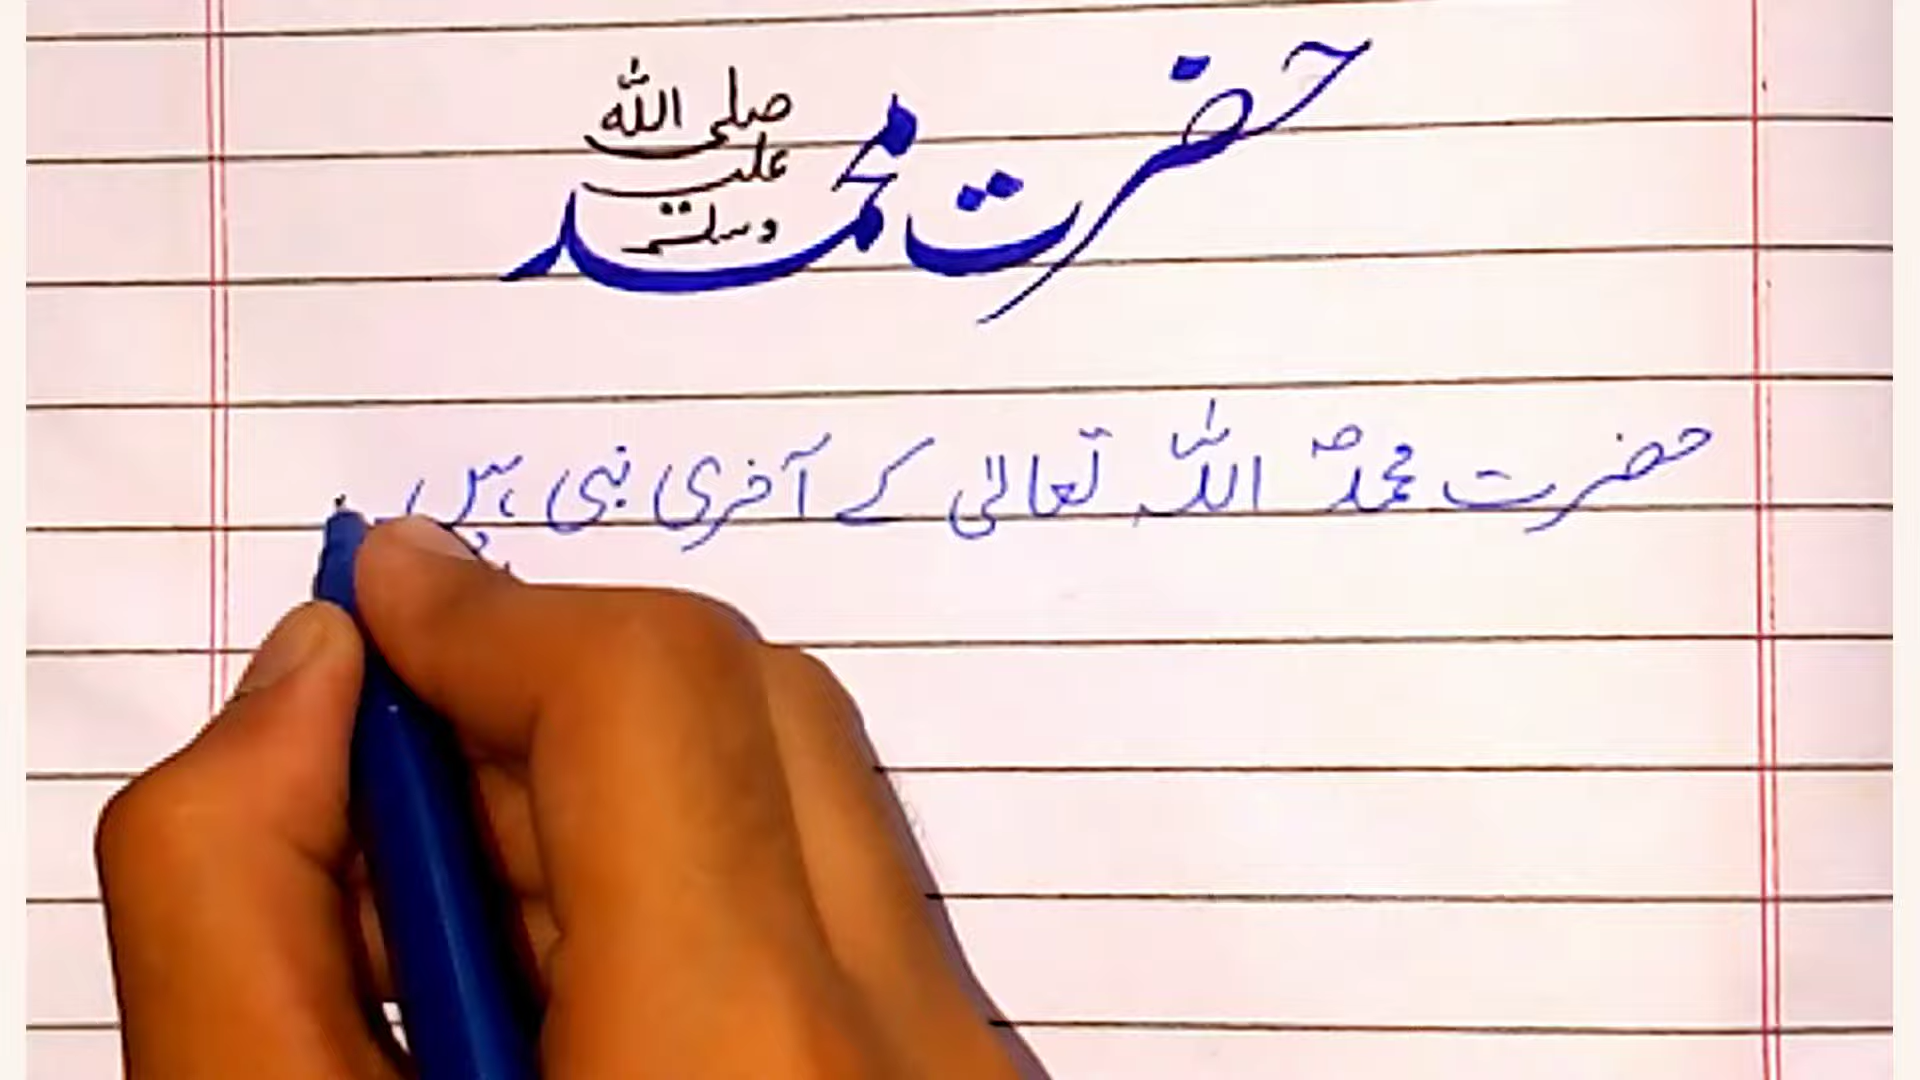 حضرت محمد صلی اللہ علیہ وسلم
حضرت محمدؐ اللہ تعالیٰ کے آخری نبی ہیں